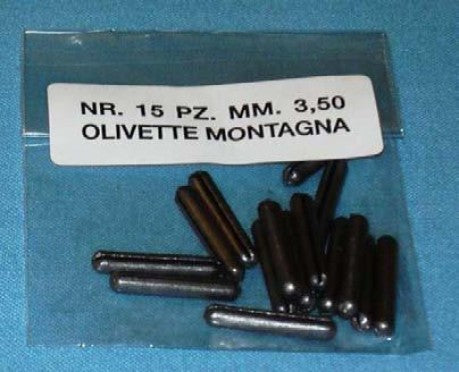 NR. 15 PZ. MM. 3,50
OLIVETTE MONTAGNA